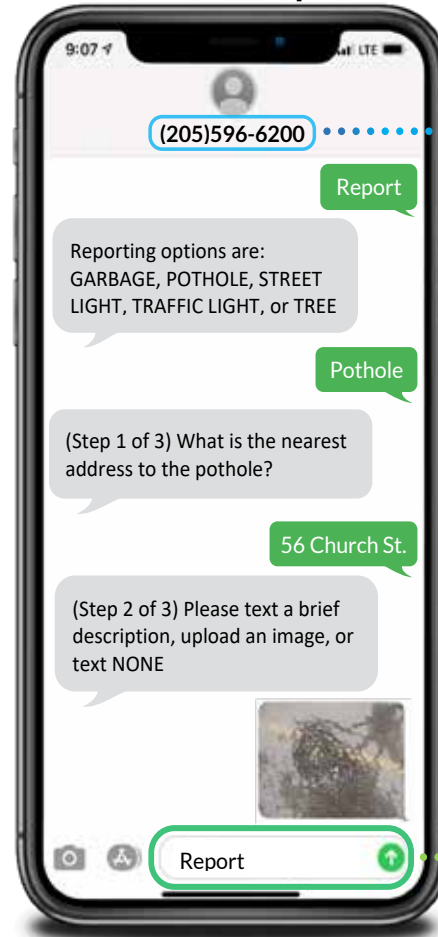 9:07
LTE
(205)596-6200
Report
Reporting options are:
GARBAGE, POTHOLE, STREET
LIGHT, TRAFFIC LIGHT, or TREE
Pothole
(Step 1 of 3) What is the nearest
address to the pothole?
56 Church St.
(Step 2 of 3) Please text a brief
description, upload an image, or
text NONE
Report